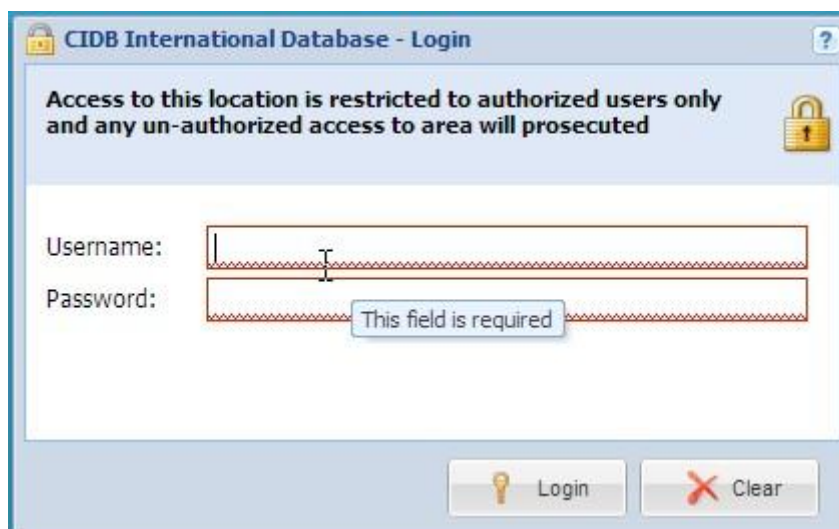 CIDB International Database - Login
?
Access to this location is restricted to authorized users only
and any un-authorized access to area will prosecuted
Username:
Password:
This field is required
Login
Clear